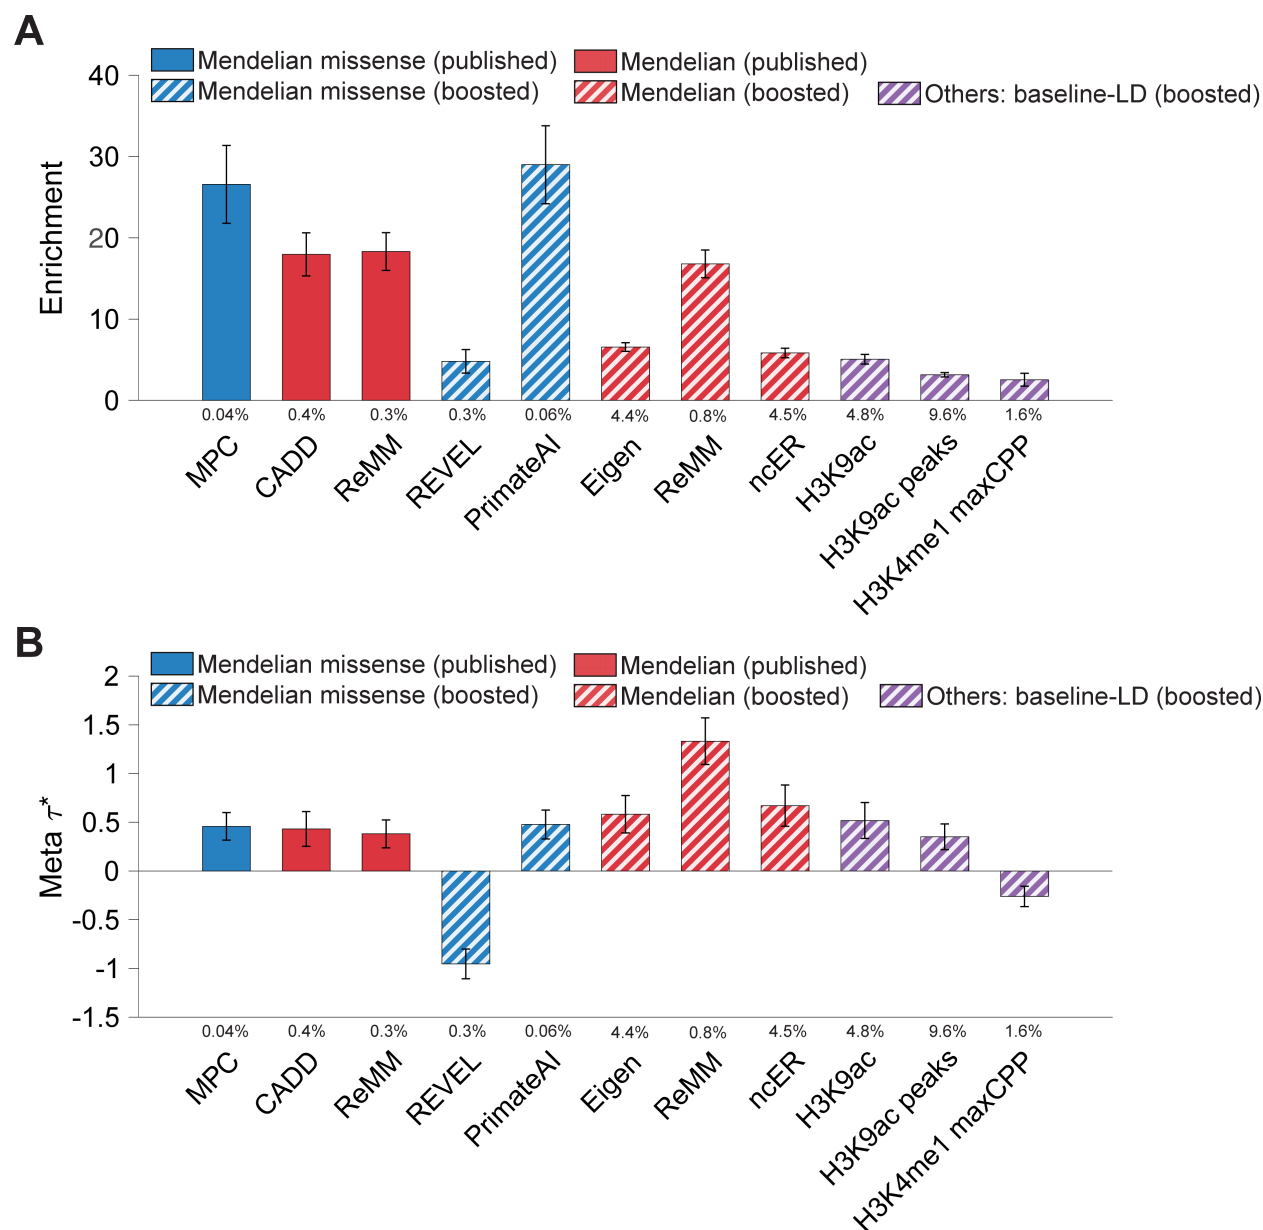 A
Mendelian missense (published)
Mendelian (published)
Mendelian missense (boosted)
Mendelian (boosted)
Others: baseline-LD (boosted)
Enrichment
40
30
20
10
0
0.04% 0.4% 0.3% 0.3% 0.06% 4.4% 0.8% 4.5% 4.8% 9.6% 1.6%
MPC
CADD
ReMM
REVEL
PrimateAI
Eigen
ReMM
ncER
H3K9ac
H3K9ac peaks
H3K4me1 maxCPP
B
Mendelian missense (published)
Mendelian (published)
Mendelian missense (boosted)
Mendelian (boosted)
Others: baseline-LD (boosted)
Meta τ*
2
1.5
1
0.5
0
-0.5
-1
-1.5
0.04% 0.4% 0.3% 0.3% 0.06% 4.4% 0.8% 4.5% 4.8% 9.6% 1.6%
MPC
CADD
ReMM
REVEL
PrimateAI
Eigen
ReMM
ncER
H3K9ac
H3K9ac peaks
H3K4me1 maxCPP